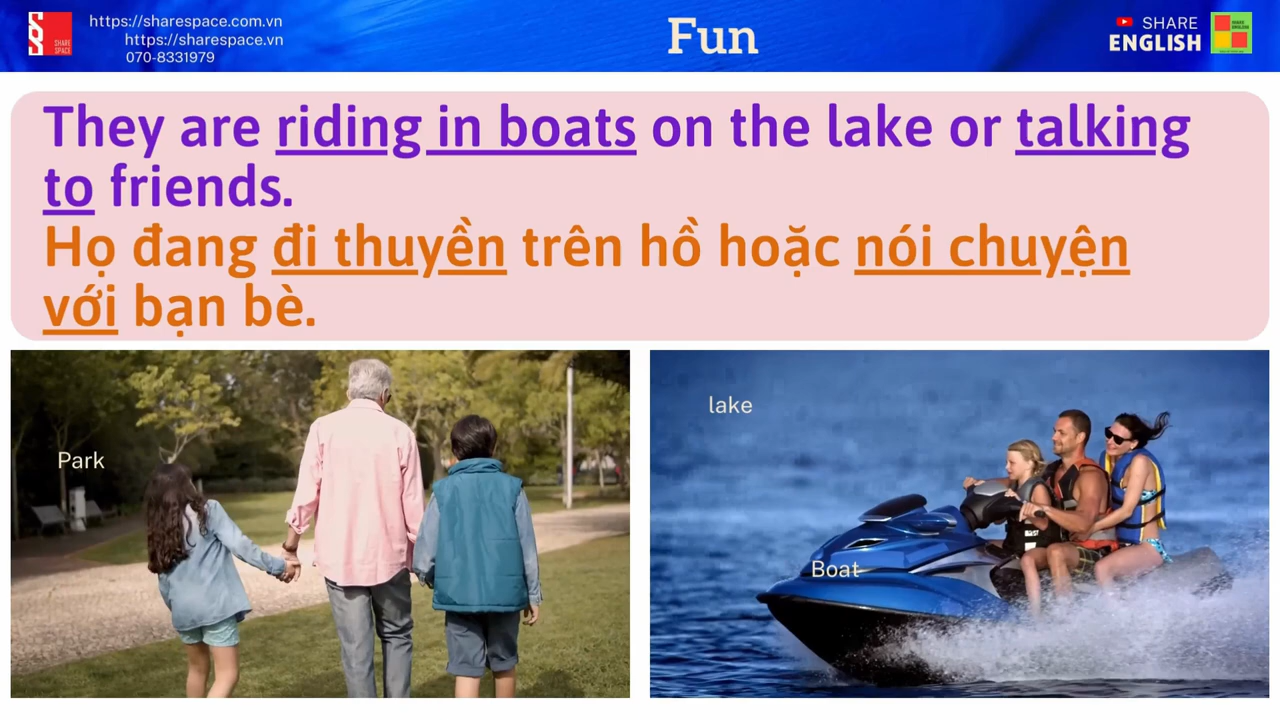 https://sharespace.com.vn
https://sharespace.vn
070-8331979
SHARE
SPACE
Fun
SHARE
ENGLISH
They are riding in boats on the lake or talking
to friends.
Họ đang đi thuyền trên hồ hoặc nói chuyện
với bạn bè.
Park
lake
Boat